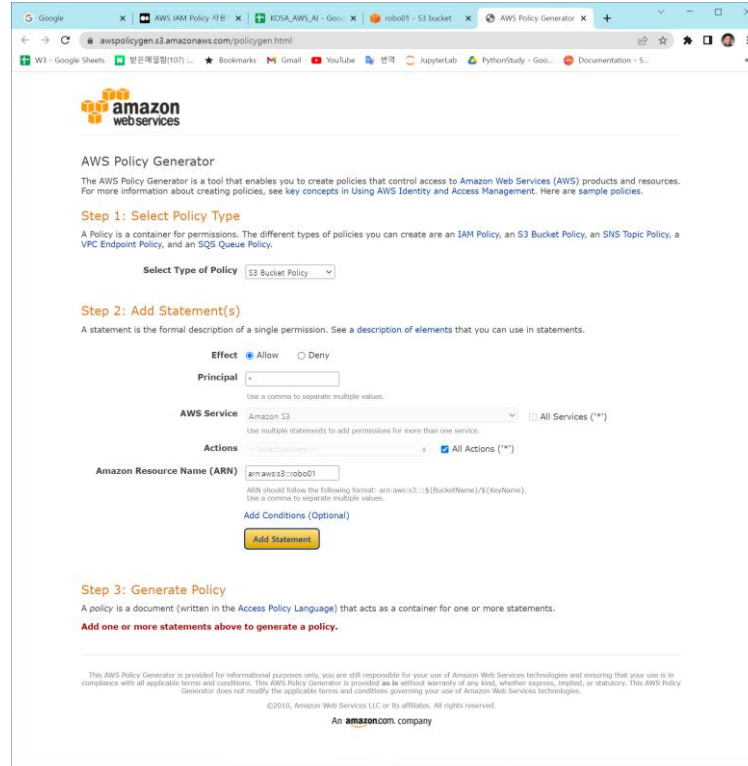 Google
AWS IAM Policy 사용
KOSA_AWS_AI - Goo
robo01 - S3 bucket
AWS Policy Generator
awspolicygen.s3.amazonaws.com/policygen.html
W3 - Google Sheets
받은메일함(107) :...
Bookmarks
Gmail
YouTube
번역
JupyterLab
PythonStudy - Goo...
Documentation - S...
amazon
webservices
AWS Policy Generator
The AWS Policy Generator is a tool that enables you to create policies that control access to Amazon Web Services (AWS) products and resources.
For more information about creating policies, see key concepts in Using AWS Identity and Access Management. Here are sample policies.
Step 1: Select Policy Type
A Policy is a container for permissions. The different types of policies you can create are an IAM Policy, an S3 Bucket Policy, an SNS Topic Policy, a
VPC Endpoint Policy, and an SQS Queue Policy.
Select Type of Policy S3 Bucket Policy
Step 2: Add Statement(s)
A statement is the formal description of a single permission. See a description of elements that you can use in statements.
Effect Allow Deny
Principal *
Use a comma to separate multiple values.
AWS Service Amazon S3 All Services ('*')
Use multiple statements to add permissions for more than one service.
Actions -- Select Actions -- All Actions ('*')
Amazon Resource Name (ARN) arn:aws:s3:::robo01
ARN should follow the following format: arn:aws:s3:::${BucketName}/${KeyName}.
Use a comma to separate multiple values.
Add Conditions (Optional)
Add Statement
Step 3: Generate Policy
A policy is a document (written in the Access Policy Language) that acts as a container for one or more statements.
Add one or more statements above to generate a policy.
This AWS Policy Generator is provided for informational purposes only, you are still responsible for your use of Amazon Web Services technologies and ensuring that your use is in
compliance with all applicable terms and conditions. This AWS Policy Generator is provided as is without warranty of any kind, whether express, implied, or statutory. This AWS Policy
Generator does not modify the applicable terms and conditions governing your use of Amazon Web Services technologies.
©2010, Amazon Web Services LLC or its affiliates. All rights reserved.
An amazon.com. company